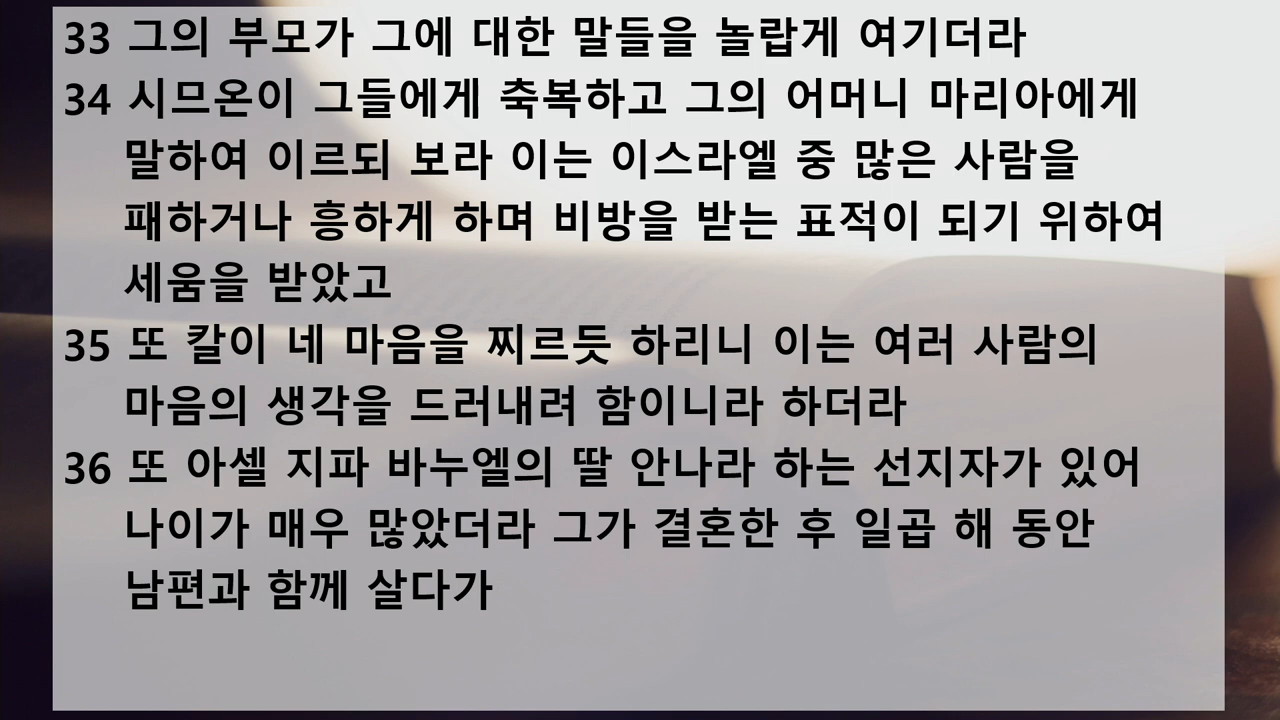 33 그의 부모가 그에 대한 말들을 놀랍게 여기더라
34 시므온이 그들에게 축복하고 그의 어머니 마리아에게
말하여 이르되 보라 이는 이스라엘 중 많은 사람을
패하거나 흥하게 하며 비방을 받는 표적이 되기 위하여
세움을 받았고
35 또 칼이 네 마음을 찌르듯 하리니 이는 여러 사람의
마음의 생각을 드러내려 함이니라 하더라
36 또 아셀 지파 바누엘의 딸 안나라 하는 선지자가 있어
나이가 매우 많았더라 그가 결혼한 후 일곱 해 동안
남편과 함께 살다가